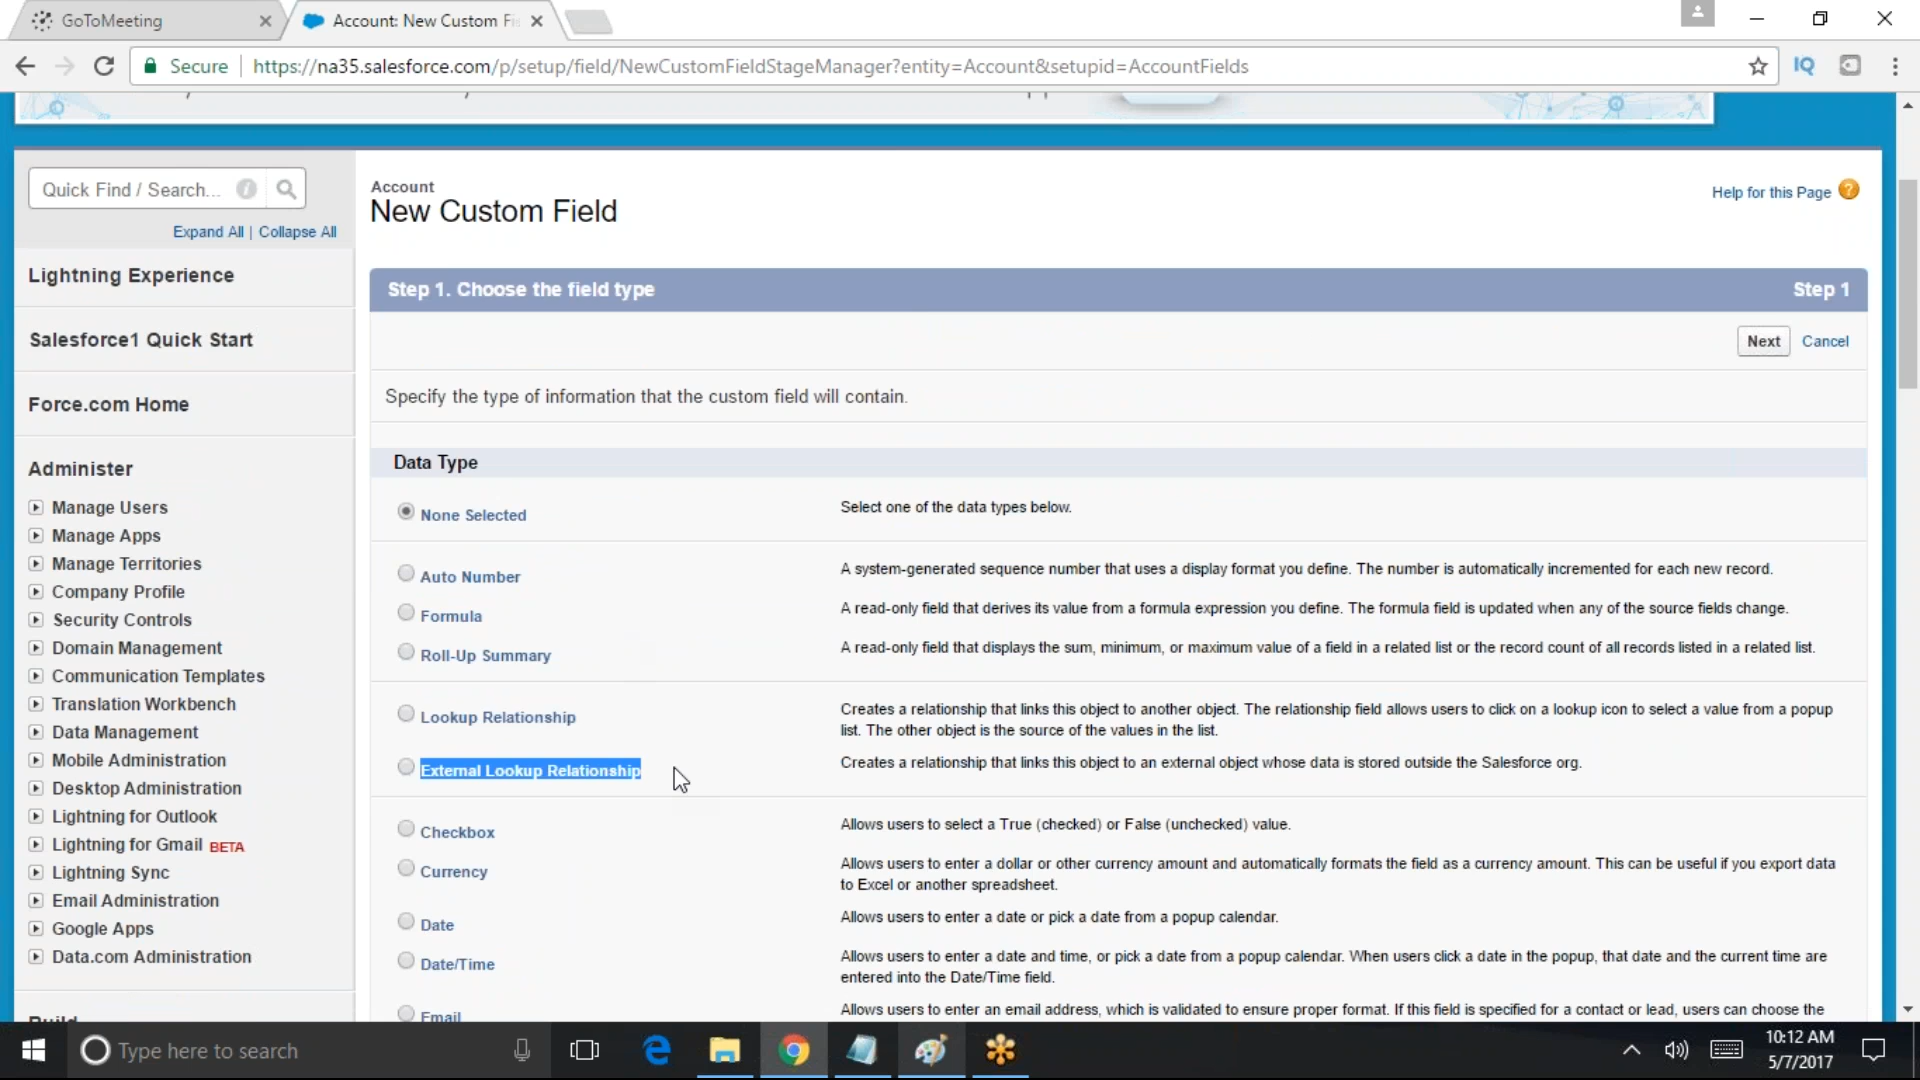 GoToMeeting
Account: New Custom Fi
Secure
https://na35.salesforce.com/p/setup/field/NewCustomFieldStageManager?entity=Account&setupid=AccountFields
IQ
Quick Find / Search...
Expand All | Collapse All
Lightning Experience
Salesforce1 Quick Start
Force.com Home
Administer
Manage Users
Manage Apps
Manage Territories
Company Profile
Security Controls
Domain Management
Communication Templates
Translation Workbench
Data Management
Mobile Administration
Desktop Administration
Lightning for Outlook
Lightning for Gmail BETA
Lightning Sync
Email Administration
Google Apps
Data.com Administration
Build
Account
New Custom Field
Help for this Page ?
Step 1. Choose the field type
Step 1
Next Cancel
Specify the type of information that the custom field will contain.
Data Type
None Selected
Select one of the data types below.
Auto Number
A system-generated sequence number that uses a display format you define. The number is automatically incremented for each new record.
Formula
A read-only field that derives its value from a formula expression you define. The formula field is updated when any of the source fields change.
Roll-Up Summary
A read-only field that displays the sum, minimum, or maximum value of a field in a related list or the record count of all records listed in a related list.
Lookup Relationship
Creates a relationship that links this object to another object. The relationship field allows users to click on a lookup icon to select a value from a popup
list. The other object is the source of the values in the list.
External Lookup Relationship
Creates a relationship that links this object to an external object whose data is stored outside the Salesforce org.
Checkbox
Allows users to select a True (checked) or False (unchecked) value.
Currency
Allows users to enter a dollar or other currency amount and automatically formats the field as a currency amount. This can be useful if you export data
to Excel or another spreadsheet.
Date
Allows users to enter a date or pick a date from a popup calendar.
Date/Time
Allows users to enter a date and time, or pick a date from a popup calendar. When users click a date in the popup, that date and the current time are
entered into the Date/Time field.
Email
Allows users to enter an email address, which is validated to ensure proper format. If this field is specified for a contact or lead, users can choose the
Type here to search
10:12 AM
5/7/2017